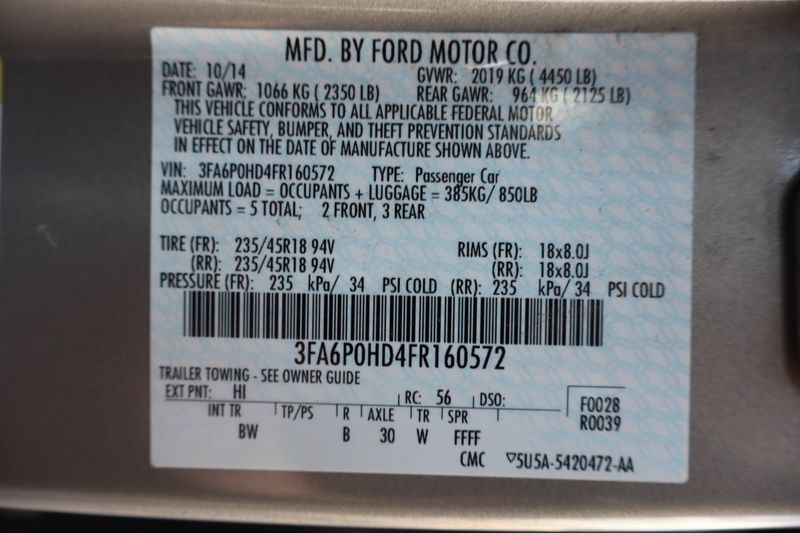 MFD. BY FORD MOTOR CO.
DATE: 10/14 GVWR: 2019 KG ( 4450 LB)
FRONT GAWR: 1066 KG ( 2350 LB) REAR GAWR: 964 KG ( 2125 LB)
THIS VEHICLE CONFORMS TO ALL APPLICABLE FEDERAL MOTOR
VEHICLE SAFETY, BUMPER, AND THEFT PREVENTION STANDARDS
IN EFFECT ON THE DATE OF MANUFACTURE SHOWN ABOVE.
VIN: 3FA6P0HD4FR160572 TYPE: Passenger Car
MAXIMUM LOAD = OCCUPANTS + LUGGAGE = 385KG/ 850LB
OCCUPANTS = 5 TOTAL; 2 FRONT, 3 REAR
TIRE (FR): 235/45R18 94V RIMS (FR): 18x8.0J
(RR): 235/45R18 94V (RR): 18x8.0J
PRESSURE (FR): 235 kPa/ 34 PSI COLD (RR): 235 kPa/ 34 PSI COLD
3FA6P0HD4FR160572
TRAILER TOWING - SEE OWNER GUIDE
EXT PNT: HI RC: 56 DSO: F0028
INT TR TP/PS R AXLE TR SPR R0039
BW B 30 W FFFF
CMC ▽5U5A-5420472-AA